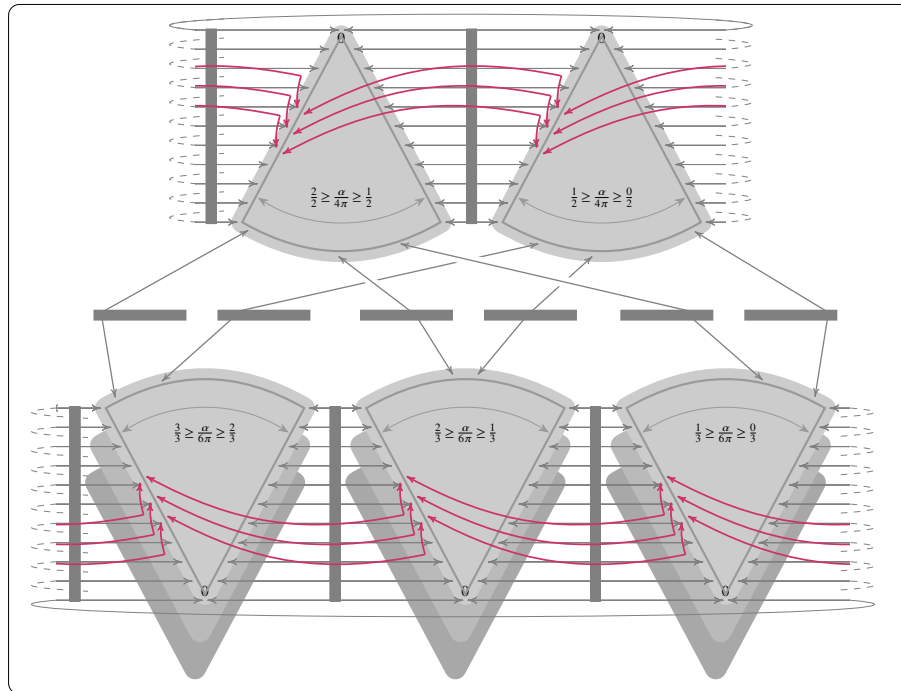 0 0
2/2 ≥ α/4π ≥ 1/2 1/2 ≥ α/4π ≥ 0/2
3/3 ≥ α/6π ≥ 2/3 2/3 ≥ α/6π ≥ 1/3 1/3 ≥ α/6π ≥ 0/3
0 0 0